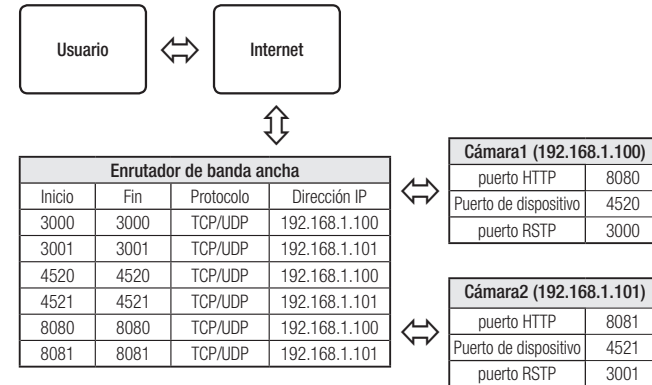 Usuario
Internet
Enrutador de banda ancha
Inicio Fin Protocolo Dirección IP
3000 3000 TCP/UDP 192.168.1.100
3001 3001 TCP/UDP 192.168.1.101
4520 4520 TCP/UDP 192.168.1.100
4521 4521 TCP/UDP 192.168.1.101
8080 8080 TCP/UDP 192.168.1.100
8081 8081 TCP/UDP 192.168.1.101
Cámara1 (192.168.1.100)
puerto HTTP 8080
Puerto de dispositivo 4520
puerto RSTP 3000
Cámara2 (192.168.1.101)
puerto HTTP 8081
Puerto de dispositivo 4521
puerto RSTP 3001